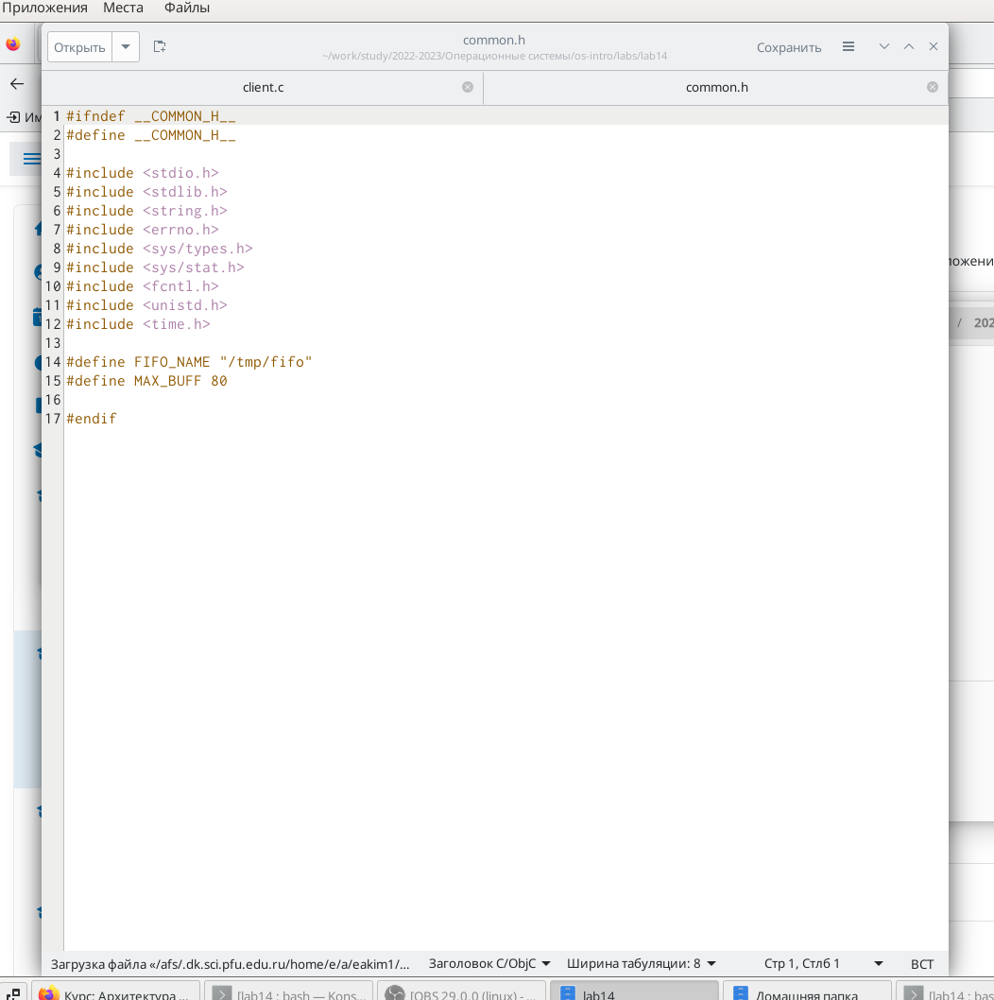 Приложения Места Файлы
Открыть
common.h
~/work/study/2022-2023/Операционные системы/os-intro/labs/lab14
Сохранить
client.c
common.h
1 #ifndef __COMMON_H__
2 #define __COMMON_H__
3
4 #include <stdio.h>
5 #include <stdlib.h>
6 #include <string.h>
7 #include <errno.h>
8 #include <sys/types.h>
9 #include <sys/stat.h>
10 #include <fcntl.h>
11 #include <unistd.h>
12 #include <time.h>
13
14 #define FIFO_NAME "/tmp/fifo"
15 #define MAX_BUFF 80
16
17 #endif
Им
ложени
/ 202
Загрузка файла «/afs/.dk.sci.pfu.edu.ru/home/e/a/eakim1/... Заголовок C/ObjC Ширина табуляции: 8 Стр 1, Стлб 1 ВСТ
Курс: Архитектура ... [lab14 : bash — Kons... [OBS 29.0.0 (linux) - ... lab14 Домашняя папка [lab14 : bas